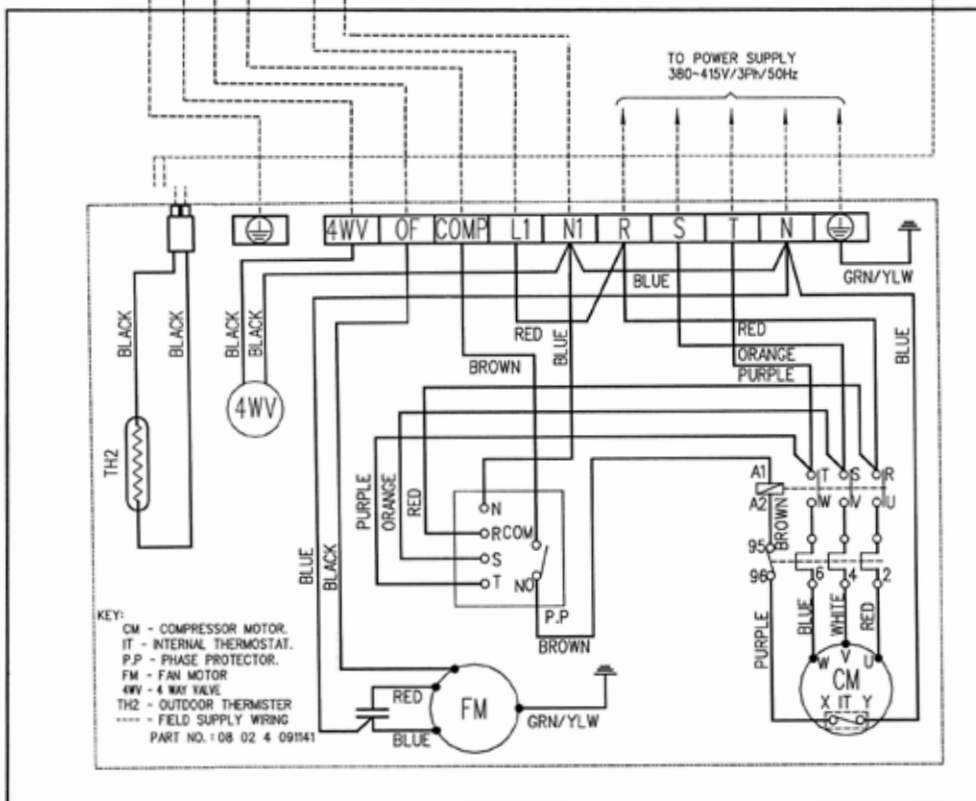 TO POWER SUPPLY
380~415V/3Ph/50Hz
4WV OF COMP L1 N1 R S T N
GRN/YLW
BLUE
RED
RED
BLACK
BLACK
BLACK
BLACK
BLUE
BLUE
BROWN
ORANGE
PURPLE
4WV
TH2
A1
T S R
A2
W V U
BROWN
PURPLE
ORANGE
RED
N
R COM
S
T NO
P.P
BROWN
95
96
6 4 2
BLUE
BLACK
PURPLE
BLUE
WHITE
RED
KEY:
CM - COMPRESSOR MOTOR.
IT - INTERNAL THERMOSTAT.
P.P - PHASE PROTECTOR.
FM - FAN MOTOR
4WV - 4 WAY VALVE
TH2 - OUTDOOR THERMISTER
---- - FIELD SUPPLY WIRING
PART NO.: 08 02 4 091141
RED
BLUE
FM
GRN/YLW
W V U
CM
X IT Y